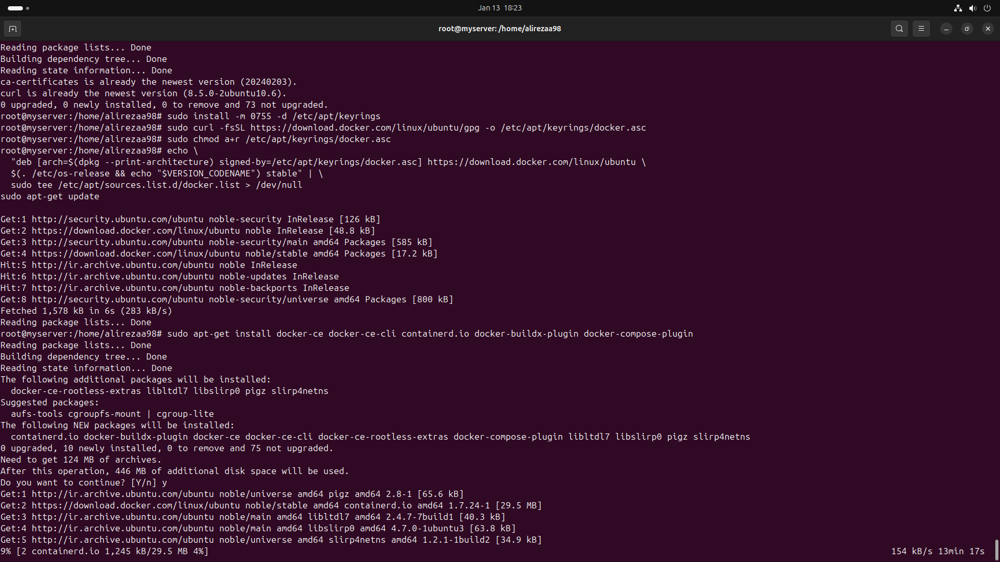 Jan 13 18:23
root@myserver: /home/alirezaa98
Reading package lists... Done
Building dependency tree... Done
Reading state information... Done
ca-certificates is already the newest version (20240203).
curl is already the newest version (8.5.0-2ubuntu10.6).
0 upgraded, 0 newly installed, 0 to remove and 73 not upgraded.
root@myserver:/home/alirezaa98# sudo install -m 0755 -d /etc/apt/keyrings
root@myserver:/home/alirezaa98# sudo curl -fsSL https://download.docker.com/linux/ubuntu/gpg -o /etc/apt/keyrings/docker.asc
root@myserver:/home/alirezaa98# sudo chmod a+r /etc/apt/keyrings/docker.asc
root@myserver:/home/alirezaa98# echo \
  "deb [arch=$(dpkg --print-architecture) signed-by=/etc/apt/keyrings/docker.asc] https://download.docker.com/linux/ubuntu \
  $(. /etc/os-release && echo "$VERSION_CODENAME") stable" | \
  sudo tee /etc/apt/sources.list.d/docker.list > /dev/null
sudo apt-get update
Get:1 http://security.ubuntu.com/ubuntu noble-security InRelease [126 kB]
Get:2 https://download.docker.com/linux/ubuntu noble InRelease [48.8 kB]
Get:3 http://security.ubuntu.com/ubuntu noble-security/main amd64 Packages [585 kB]
Get:4 https://download.docker.com/linux/ubuntu noble/stable amd64 Packages [17.2 kB]
Hit:5 http://ir.archive.ubuntu.com/ubuntu noble InRelease
Hit:6 http://ir.archive.ubuntu.com/ubuntu noble-updates InRelease
Hit:7 http://ir.archive.ubuntu.com/ubuntu noble-backports InRelease
Get:8 http://security.ubuntu.com/ubuntu noble-security/universe amd64 Packages [800 kB]
Fetched 1,578 kB in 6s (283 kB/s)
Reading package lists... Done
root@myserver:/home/alirezaa98# sudo apt-get install docker-ce docker-ce-cli containerd.io docker-buildx-plugin docker-compose-plugin
Reading package lists... Done
Building dependency tree... Done
Reading state information... Done
The following additional packages will be installed:
  docker-ce-rootless-extras libltdl7 libslirp0 pigz slirp4netns
Suggested packages:
  aufs-tools cgroupfs-mount | cgroup-lite
The following NEW packages will be installed:
  containerd.io docker-buildx-plugin docker-ce docker-ce-cli docker-ce-rootless-extras docker-compose-plugin libltdl7 libslirp0 pigz slirp4netns
0 upgraded, 10 newly installed, 0 to remove and 75 not upgraded.
Need to get 124 MB of archives.
After this operation, 446 MB of additional disk space will be used.
Do you want to continue? [Y/n] y
Get:1 http://ir.archive.ubuntu.com/ubuntu noble/universe amd64 pigz amd64 2.8-1 [65.6 kB]
Get:2 https://download.docker.com/linux/ubuntu noble/stable amd64 containerd.io amd64 1.7.24-1 [29.5 MB]
Get:3 http://ir.archive.ubuntu.com/ubuntu noble/main amd64 libltdl7 amd64 2.4.7-7build1 [40.3 kB]
Get:4 http://ir.archive.ubuntu.com/ubuntu noble/main amd64 libslirp0 amd64 4.7.0-1ubuntu3 [63.8 kB]
Get:5 http://ir.archive.ubuntu.com/ubuntu noble/universe amd64 slirp4netns amd64 1.2.1-1build2 [34.9 kB]
9% [2 containerd.io 1,245 kB/29.5 MB 4%] 154 kB/s 13min 17s